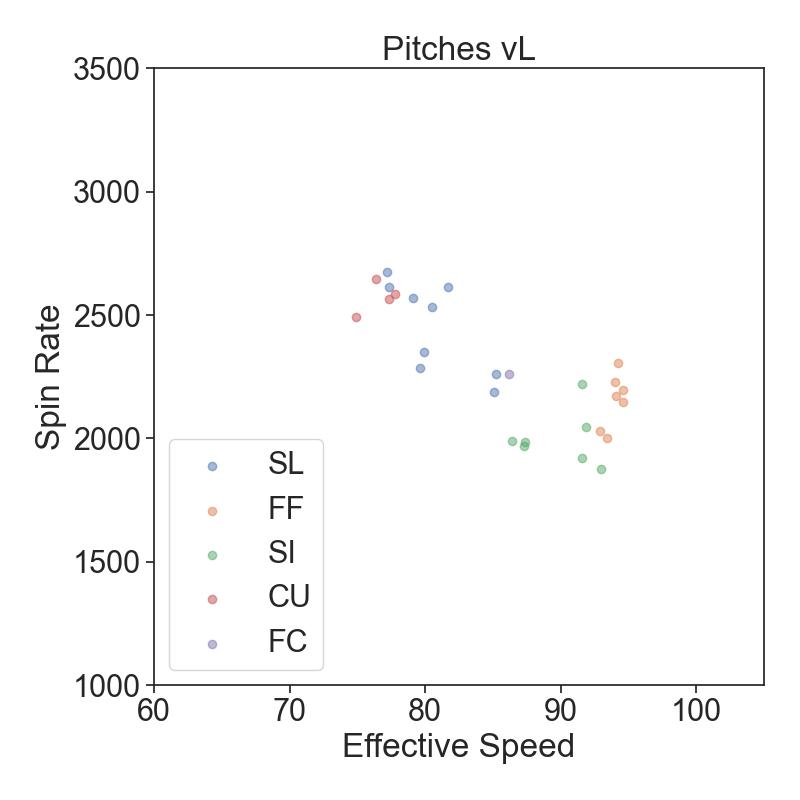 Pitches vL
3500
3000
2500
2000
1500
1000
Spin Rate
SL
FF
SI
CU
FC
60 70 80 90 100
Effective Speed